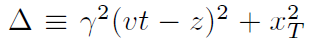 Δ ≡ γ²(vt − z)² + x_T²